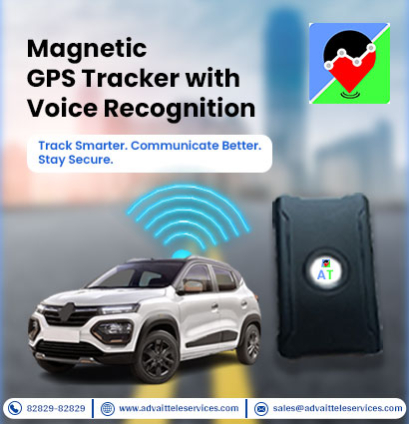 Magnetic
GPS Tracker with
Voice Recognition
Track Smarter. Communicate Better.
Stay Secure.
AT
82829-82829
www.advaitteleservices.com
sales@advaitteleservices.com